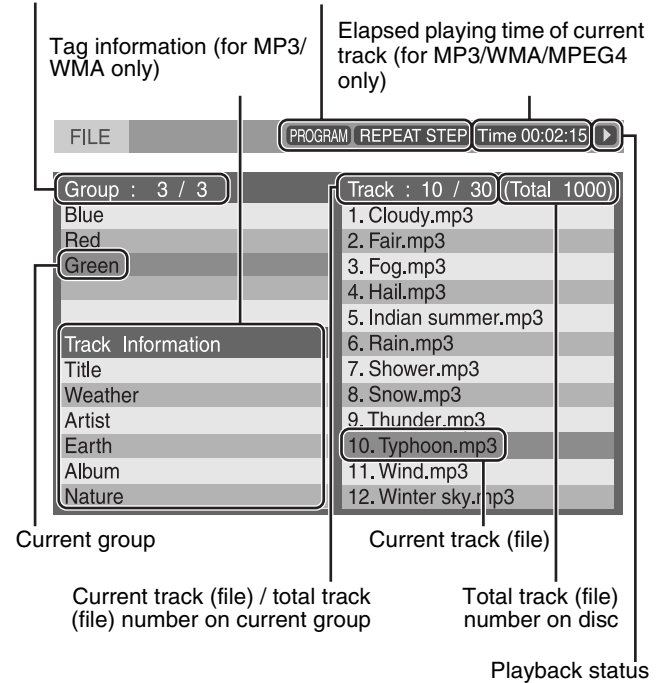 Tag information (for MP3/
WMA only)
Elapsed playing time of current
track (for MP3/WMA/MPEG4
only)
FILE
PROGRAM REPEAT STEP Time 00:02:15
Group : 3 / 3
Blue
Red
Green
Track Information
Title
Weather
Artist
Earth
Album
Nature
Track : 10 / 30 (Total 1000)
1. Cloudy.mp3
2. Fair.mp3
3. Fog.mp3
4. Hail.mp3
5. Indian summer.mp3
6. Rain.mp3
7. Shower.mp3
8. Snow.mp3
9. Thunder.mp3
10. Typhoon.mp3
11. Wind.mp3
12. Winter sky.mp3
Current group
Current track (file)
Current track (file) / total track
(file) number on current group
Total track (file)
number on disc
Playback status